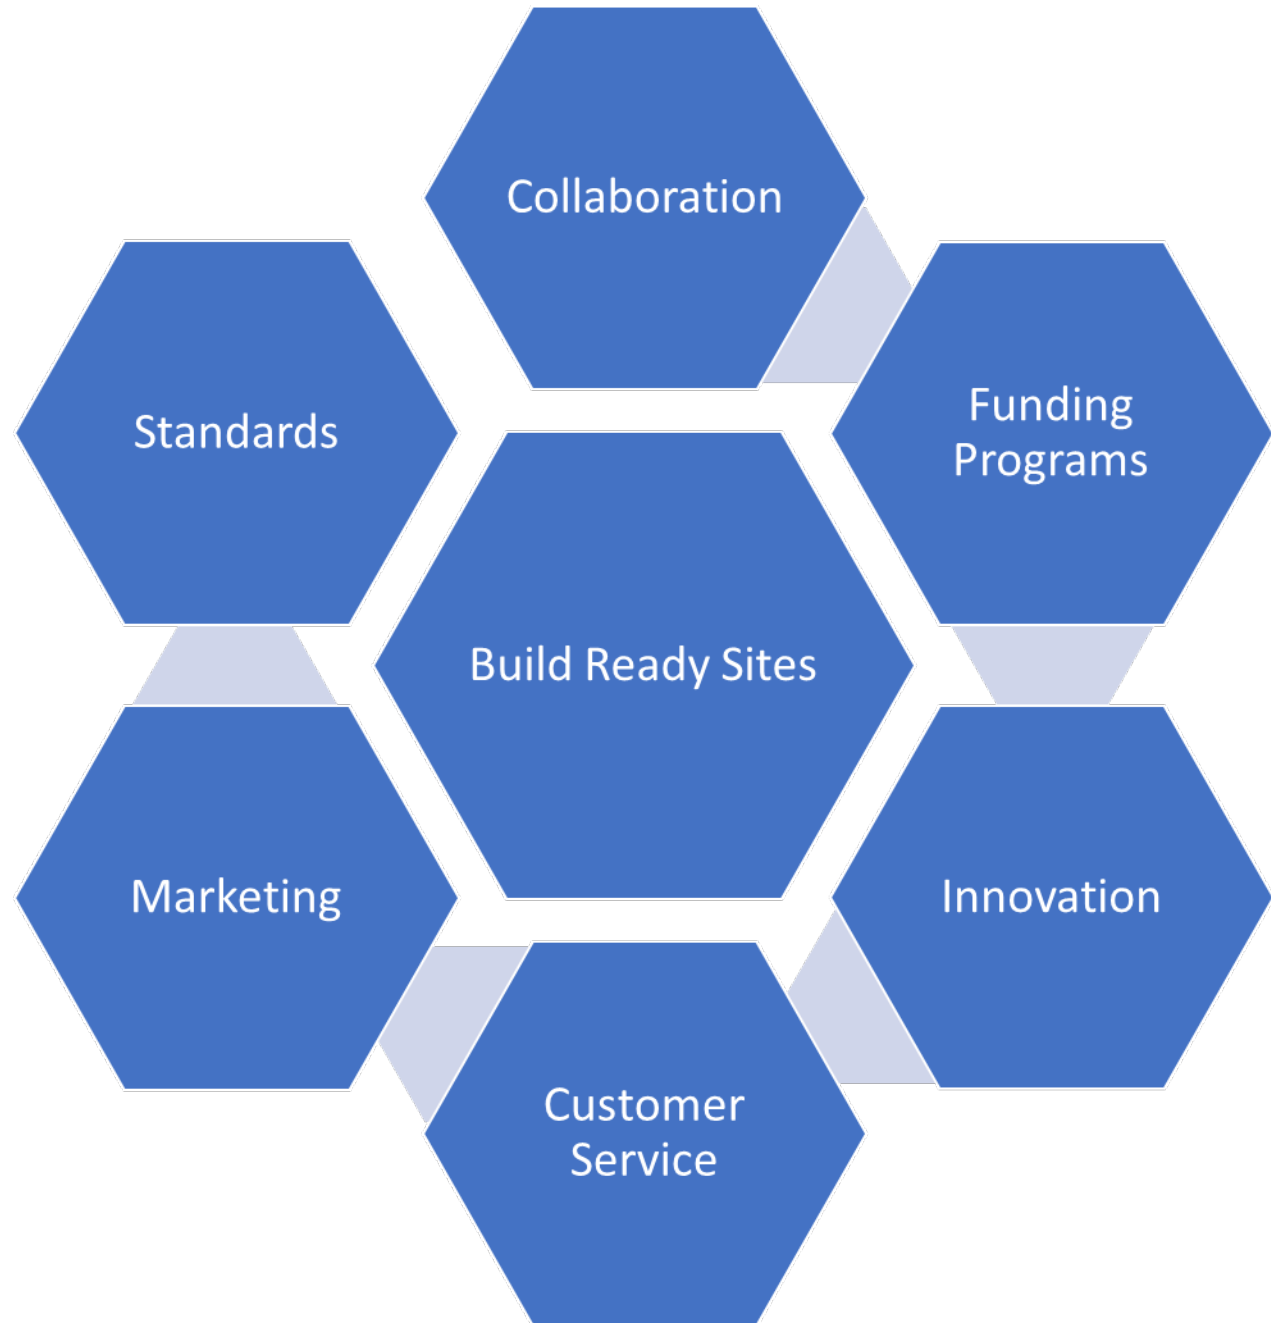 Collaboration
Standards
Funding
Programs
Build Ready Sites
Marketing
Innovation
Customer
Service